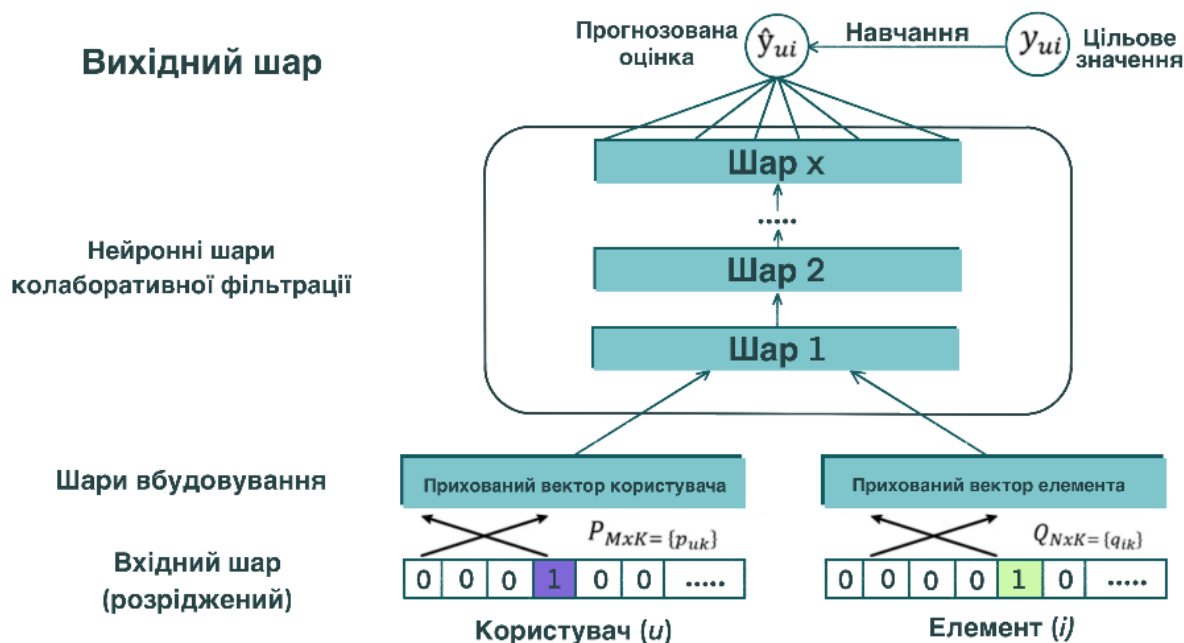 Вихідний шар
Прогнозована
оцінка
ŷui
Навчання
yui
Цільове
значення
Шар x
.....
Нейронні шари
колаборативної фільтрації
Шар 2
Шар 1
Шари вбудовування
Прихований вектор користувача
Прихований вектор елемента
Вхідний шар
(розріджений)
PMxK= {puk}
QNxK= {qik}
0 0 0 1 0 0 .....
0 0 0 0 1 0 .....
Користувач (u)
Елемент (i)